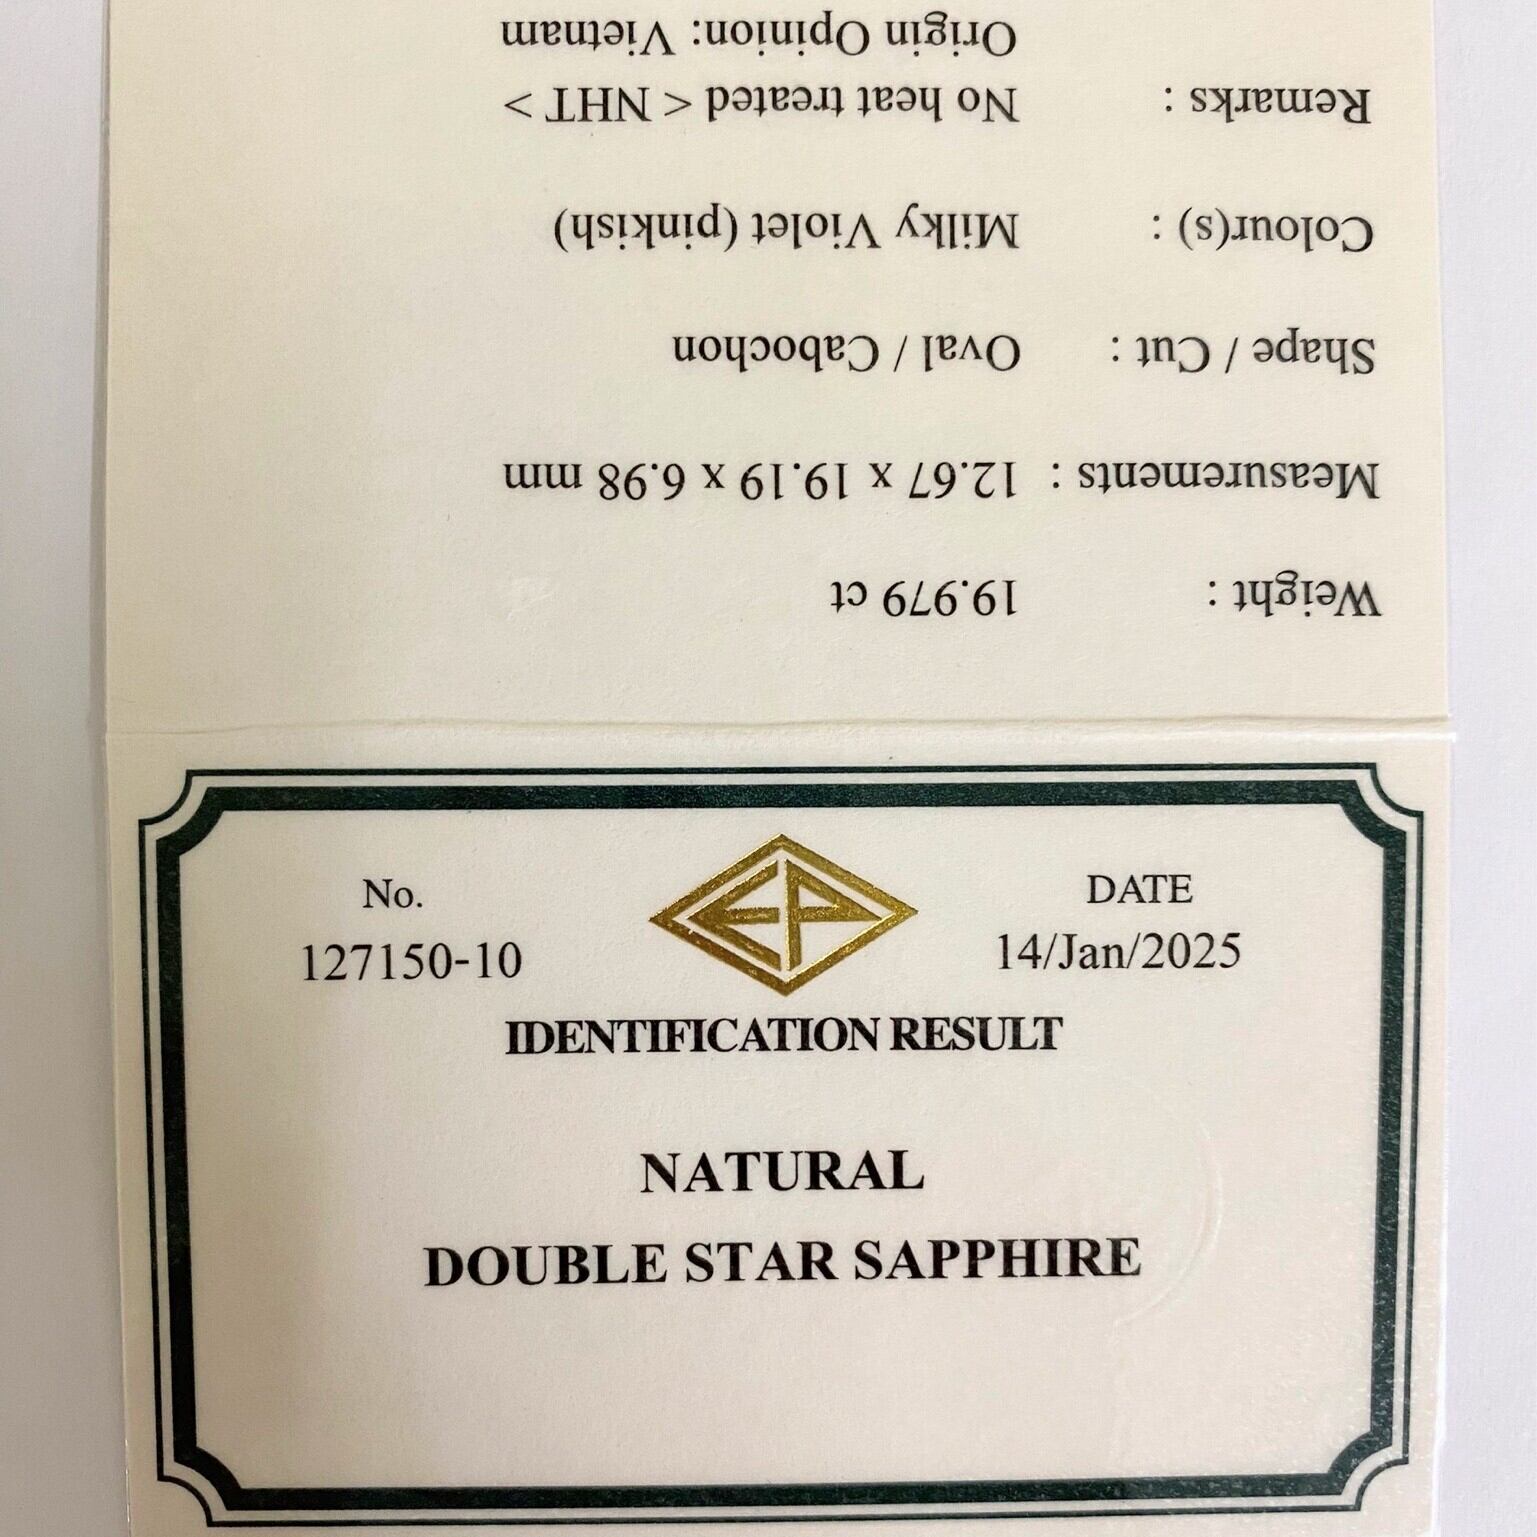 Weight : 19.979 ct
Measurements : 12.67 x 19.19 x 6.98 mm
Shape / Cut : Oval / Cabochon
Colour(s) : Milky Violet (pinkish)
Remarks : No heat treated < NHT >
Origin Opinion: Vietnam
No.
127150-10
EP
DATE
14/Jan/2025
IDENTIFICATION RESULT
NATURAL
DOUBLE STAR SAPPHIRE